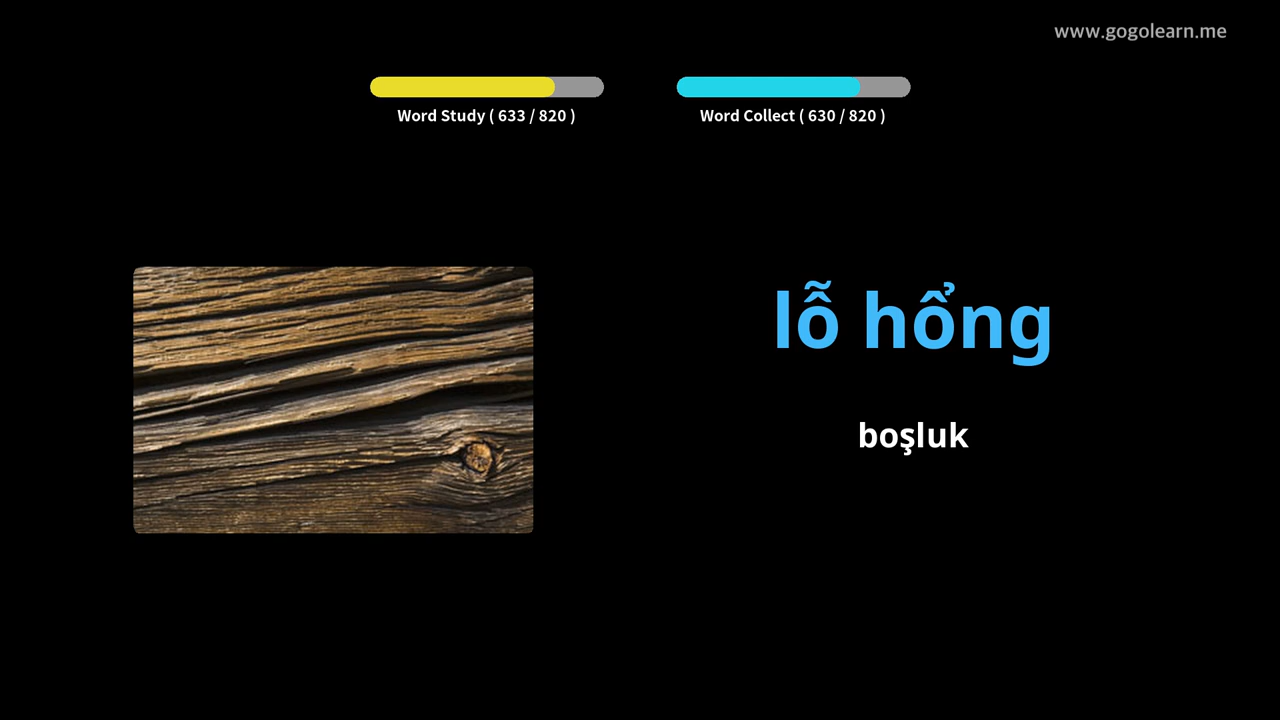 www.gogolearn.me
Word Study ( 633 / 820 )
Word Collect ( 630 / 820 )
lỗ hổng
boşluk